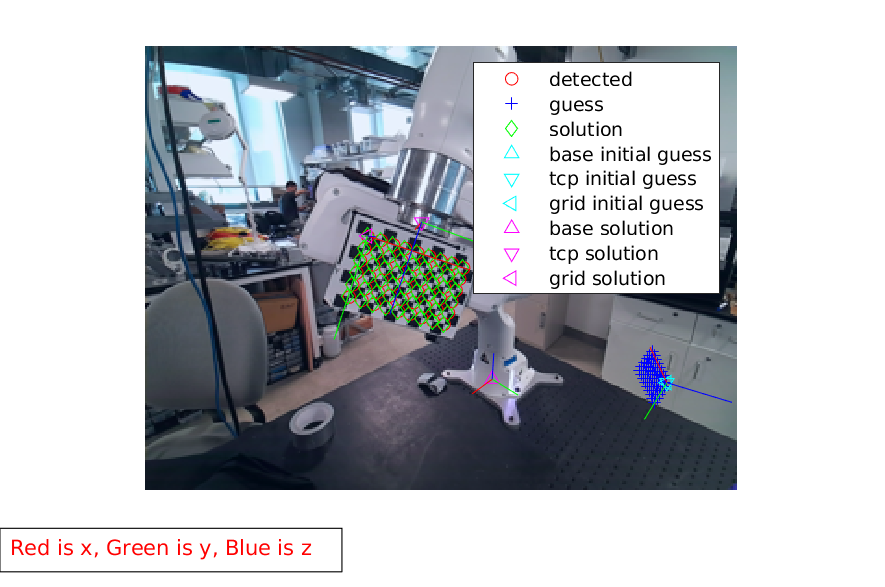 detected
guess
solution
base initial guess
tcp initial guess
grid initial guess
base solution
tcp solution
grid solution
Red is x, Green is y, Blue is z